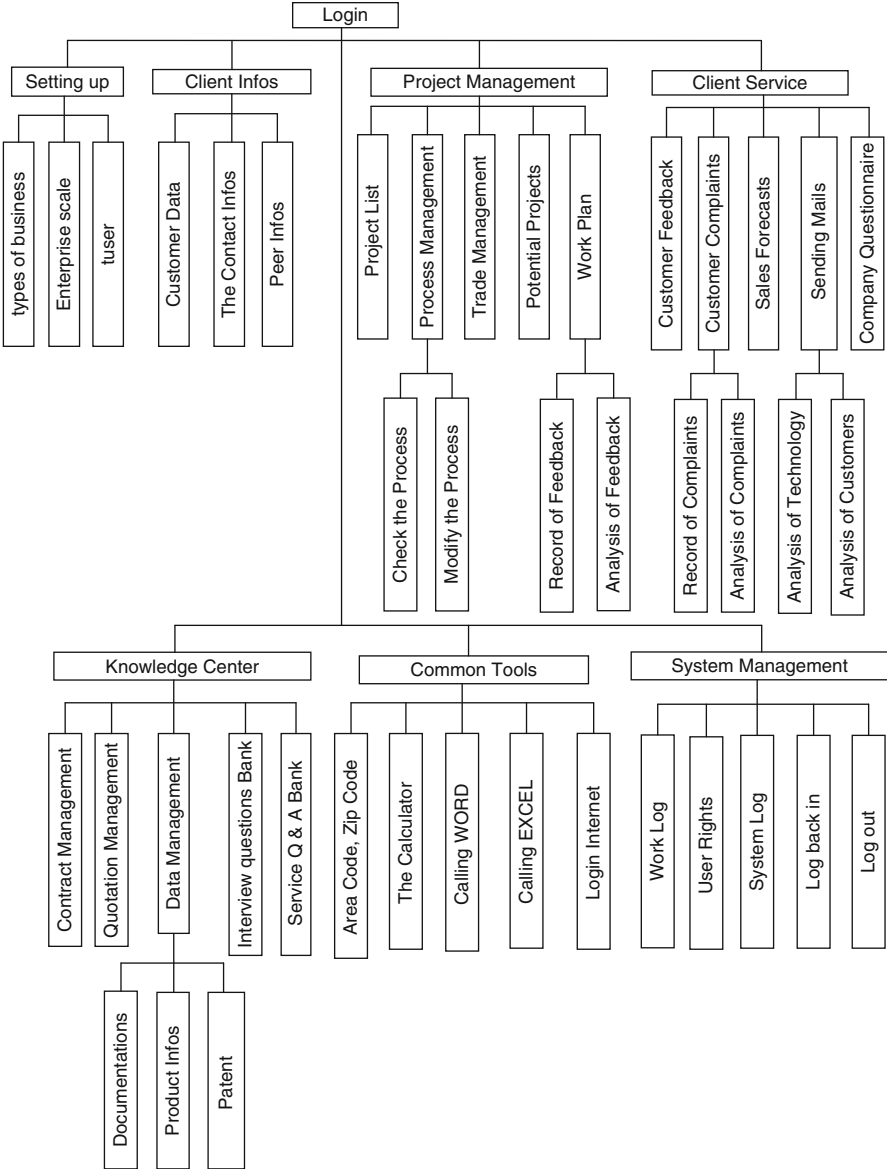 Login
Setting up
Client Infos
Project Management
Client Service
types of business
Enterprise scale
tuser
Customer Data
The Contact Infos
Peer Infos
Project List
Process Management
Trade Management
Potential Projects
Work Plan
Customer Feedback
Customer Complaints
Sales Forecasts
Sending Mails
Company Questionnaire
Check the Process
Modify the Process
Record of Feedback
Analysis of Feedback
Record of Complaints
Analysis of Complaints
Analysis of Technology
Analysis of Customers
Knowledge Center
Common Tools
System Management
Contract Management
Quotation Management
Data Management
Interview questions Bank
Service Q & A Bank
Area Code, Zip Code
The Calculator
Calling WORD
Calling EXCEL
Login Internet
Work Log
User Rights
System Log
Log back in
Log out
Documentations
Product Infos
Patent